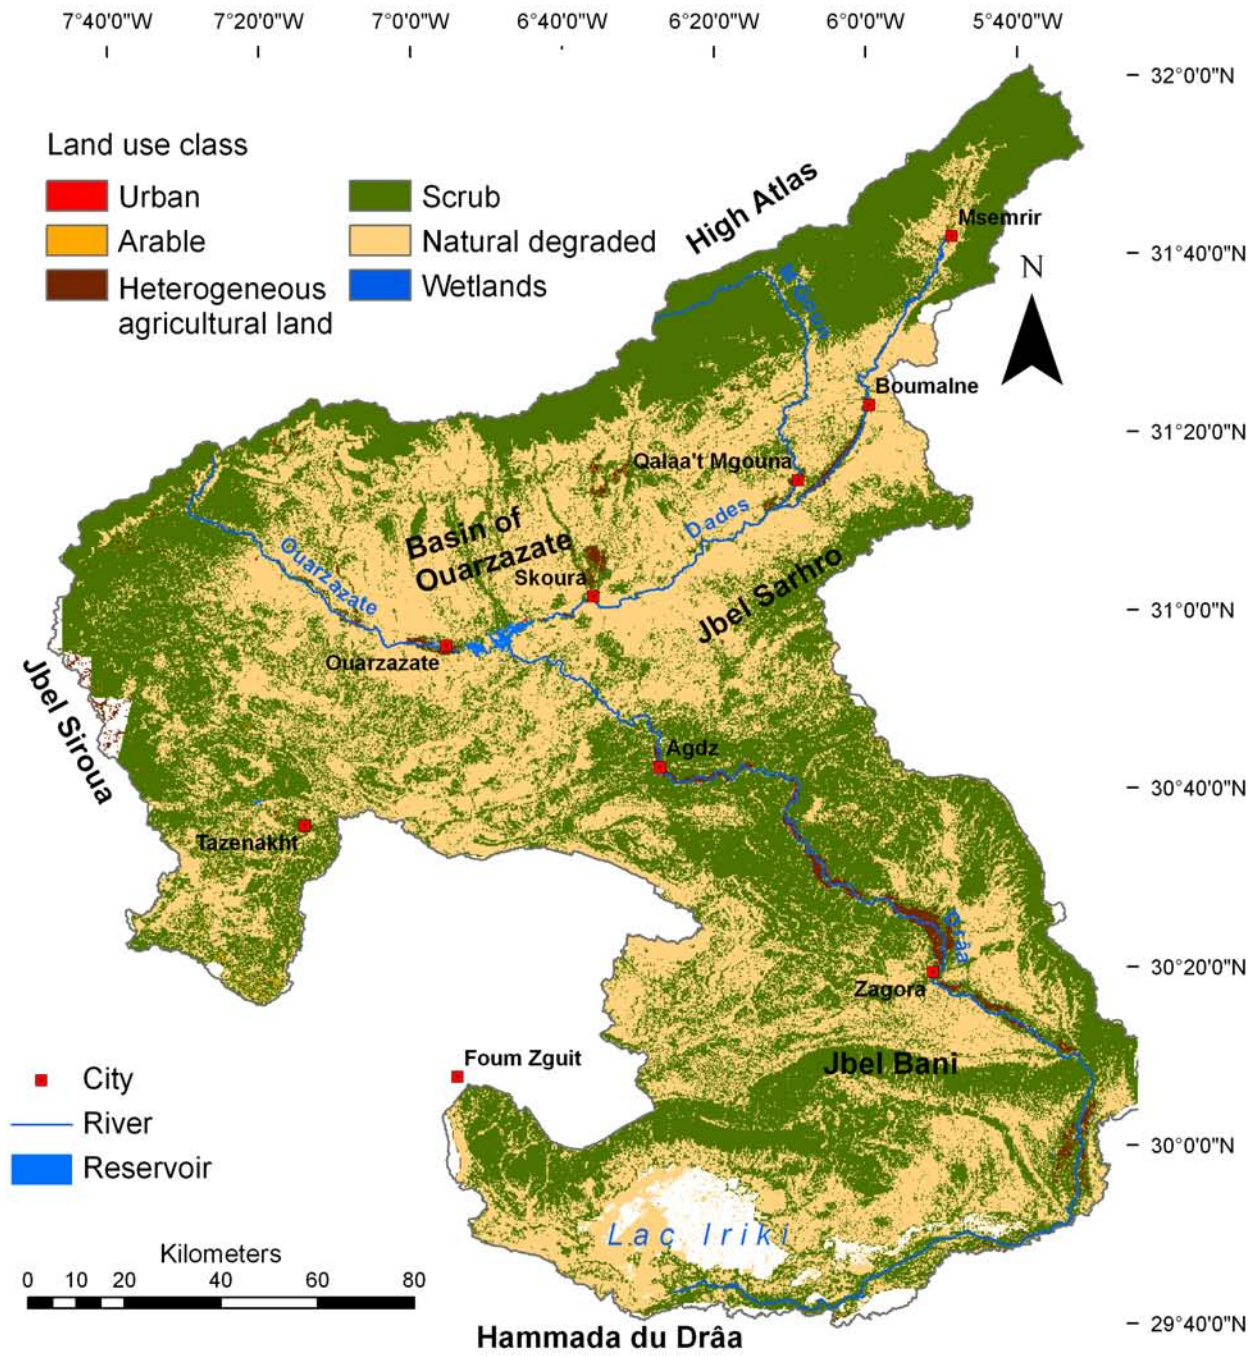 7°40'0"W 7°20'0"W 7°0'0"W 6°40'0"W 6°20'0"W 6°0'0"W 5°40'0"W
32°0'0"N
31°40'0"N
31°20'0"N
31°0'0"N
30°40'0"N
30°20'0"N
30°0'0"N
29°40'0"N
Land use class
Urban
Arable
Heterogeneous
agricultural land
Scrub
Natural degraded
Wetlands
N
High Atlas
Msemrir
M'Goun
Boumalne
Qalaa't Mgouna
Dades
Basin of
Ouarzazate
Skoura
Ouarzazate
Ouarzazate
Jbel Sarhro
Jbel Siroua
Agdz
Tazenakht
Drâa
Zagora
Jbel Bani
Foum Zguit
Lac Iriki
Hammada du Drâa
City
River
Reservoir
Kilometers
0 10 20 40 60 80